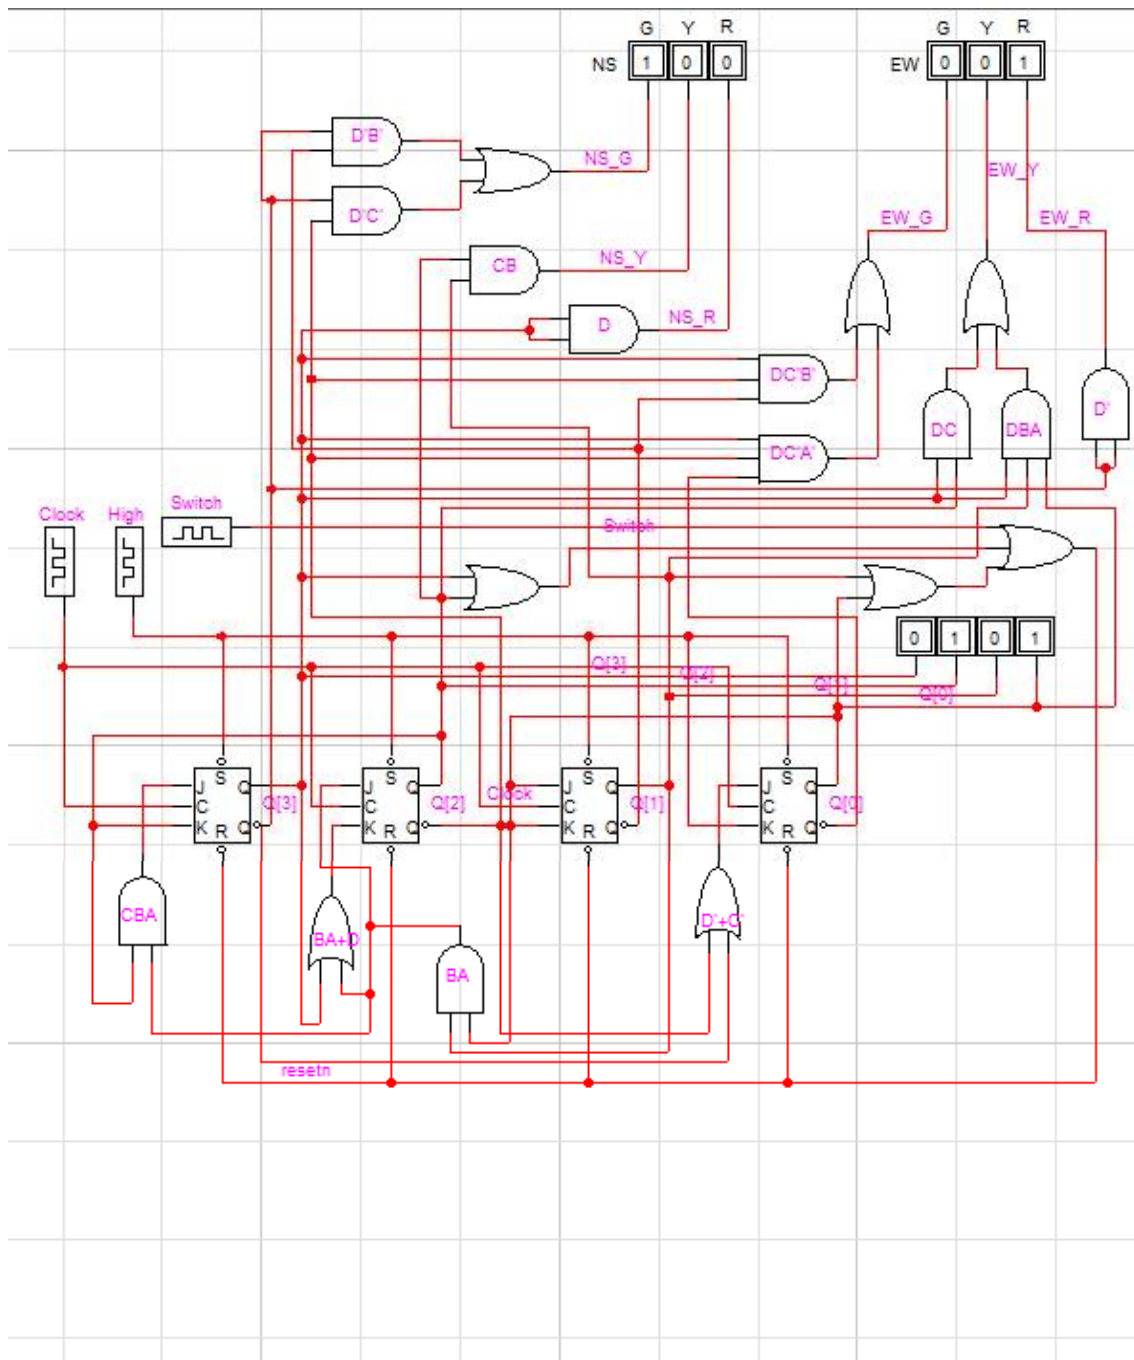 G Y R
G Y R
NS 1 0 0
EW 0 0 1
D'B'
NS_G
EW_Y
D'C'
EW_G
EW_R
CB
NS_Y
NS_R
D
DC'B'
D'
DC
DBA
DC'A'
Switch
Clock
High
Switch
0 1 0 1
Q[3]
Q[2]
Q[1]
Q[0]
S S S S
J Q J Q J Q J Q
Clock
C Q[3] C Q[2] C Q[1] C Q[0]
K R Q K R Q K R Q K R Q
CBA
D'+C'
BA+D
BA
resetn